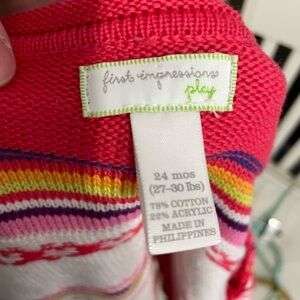 first impressions
play
24 mos
(27-30 lbs)
78% COTTON
22% ACRYLIC
MADE IN
PHILIPPINES